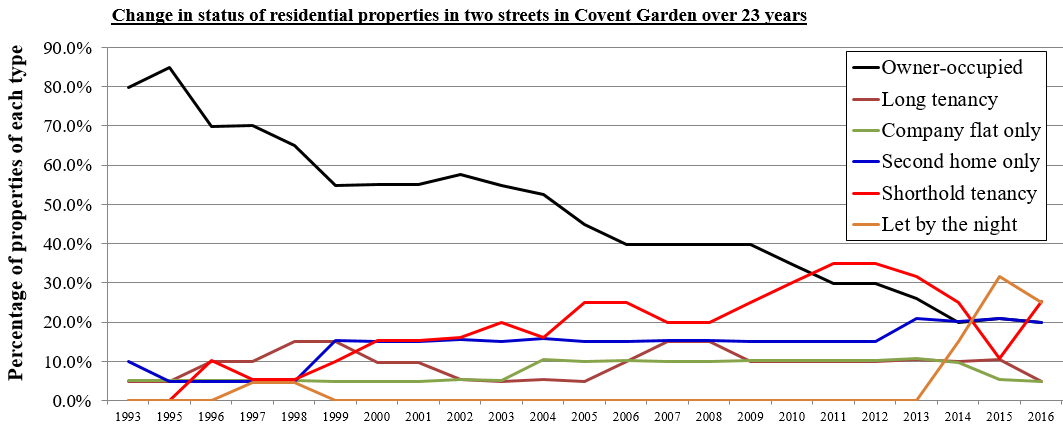 Change in status of residential properties in two streets in Covent Garden over 23 years
Percentage of properties of each type
90.0%
80.0%
70.0%
60.0%
50.0%
40.0%
30.0%
20.0%
10.0%
0.0%
Owner-occupied
Long tenancy
Company flat only
Second home only
Shorthold tenancy
Let by the night
1993 1995 1996 1997 1998 1999 2000 2001 2002 2003 2004 2005 2006 2007 2008 2009 2010 2011 2012 2013 2014 2015 2016